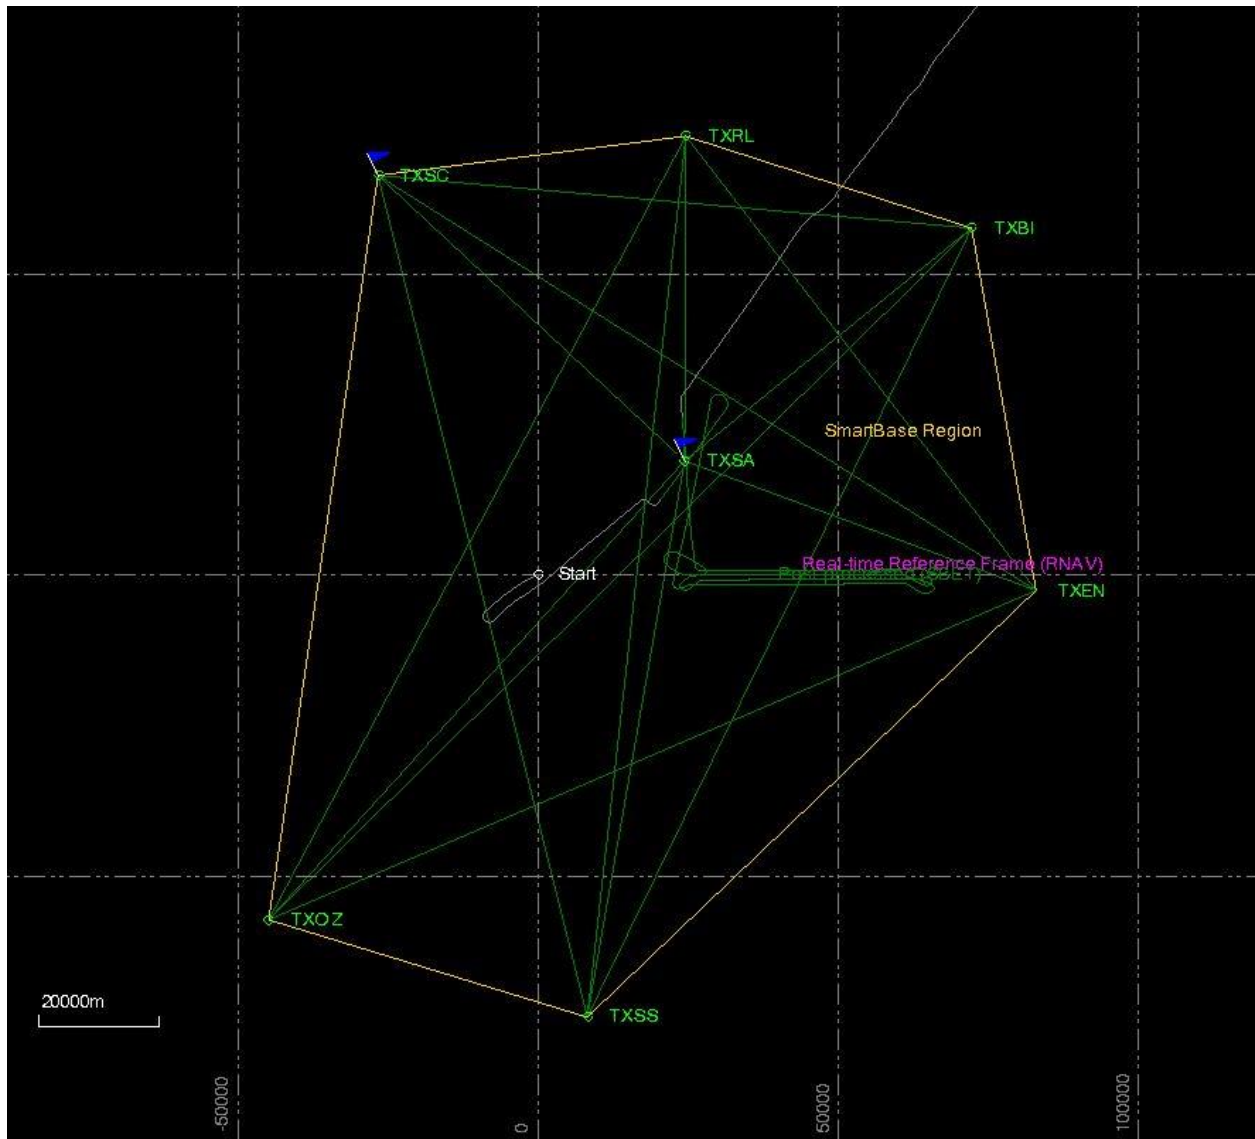 TXRL
TXSC
TXBI
SmartBase Region
TXSA
Real-time Reference Frame (RNAV)
Start
TXEN
TXOZ
20000m
TXSS
-50000
0
50000
100000